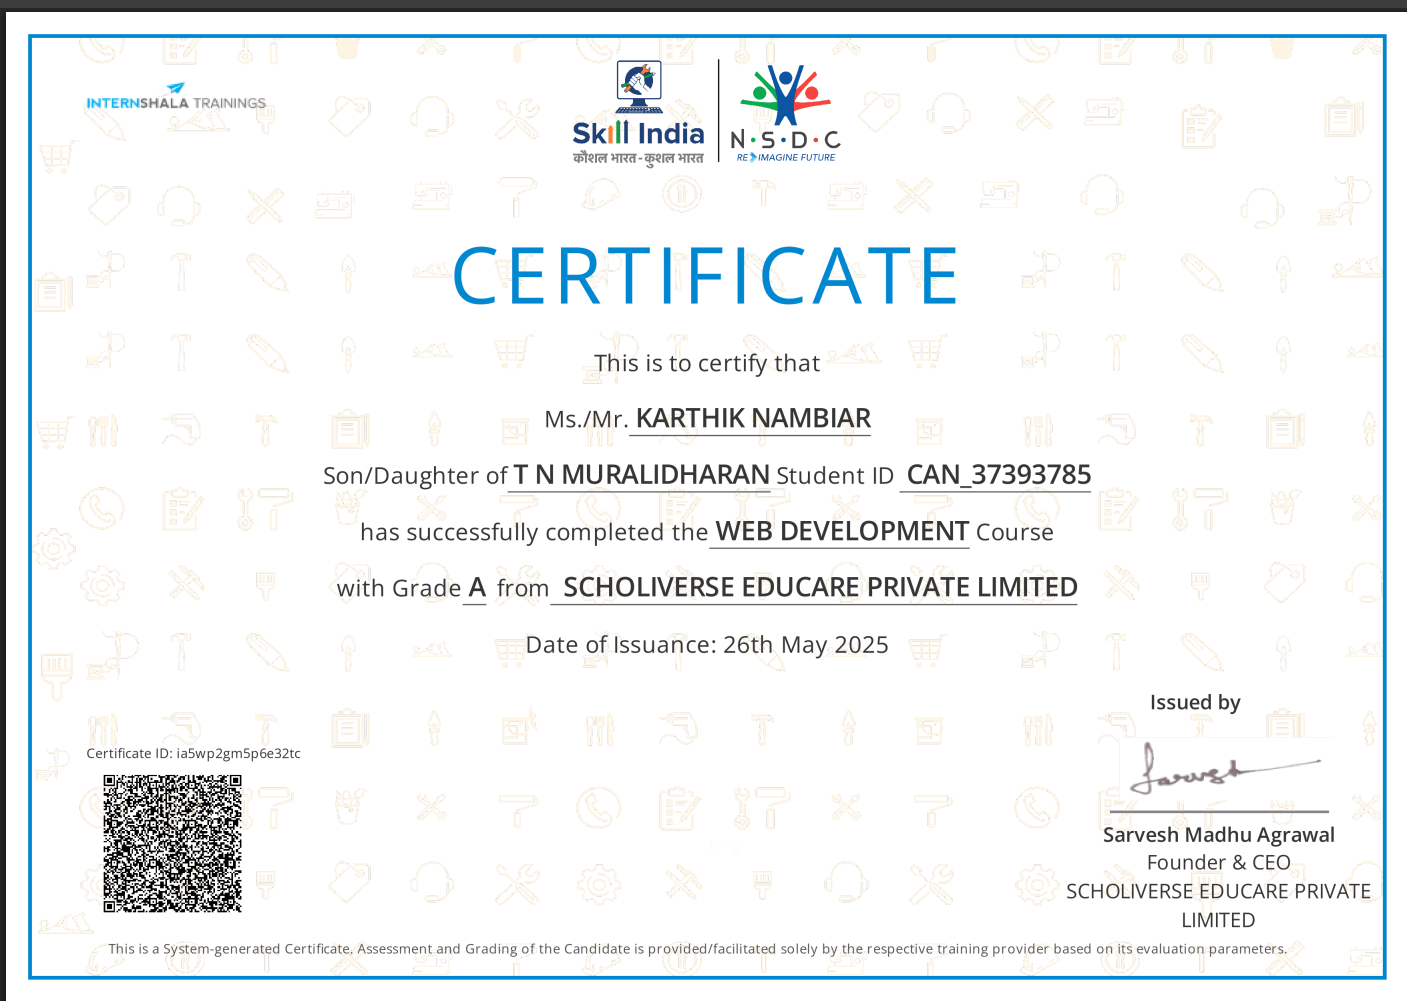 INTERNSHALA TRAININGS
Skill India
कौशल भारत - कुशल भारत
N·S·D·C
RE IMAGINE FUTURE
CERTIFICATE
This is to certify that
Ms./Mr. KARTHIK NAMBIAR
Son/Daughter of T N MURALIDHARAN Student ID CAN_37393785
has successfully completed the WEB DEVELOPMENT Course
with Grade A from SCHOLIVERSE EDUCARE PRIVATE LIMITED
Date of Issuance: 26th May 2025
Issued by
Certificate ID: ia5wp2gm5p6e32tc
Sarvesh Madhu Agrawal
Founder & CEO
SCHOLIVERSE EDUCARE PRIVATE
LIMITED
This is a System-generated Certificate. Assessment and Grading of the Candidate is provided/facilitated solely by the respective training provider based on its evaluation parameters.